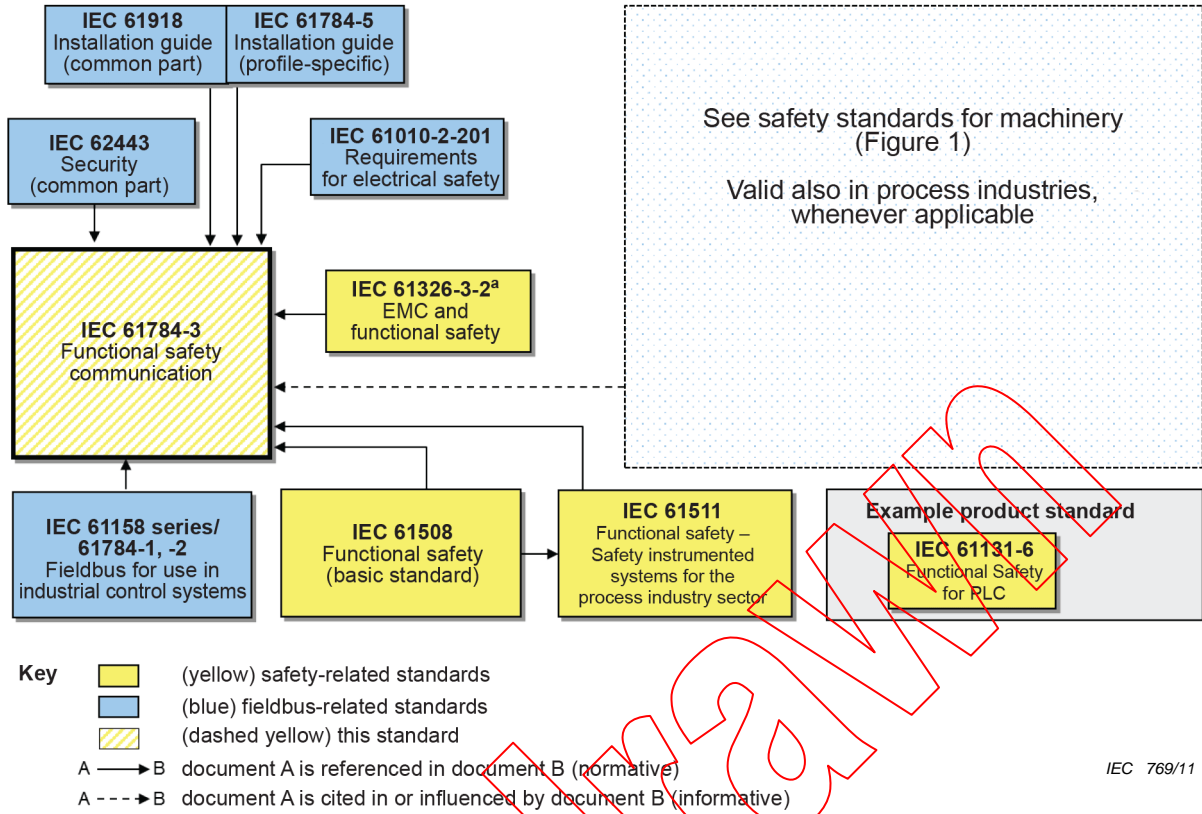 IEC 61918
Installation guide
(common part)
IEC 61784-5
Installation guide
(profile-specific)
IEC 62443
Security
(common part)
IEC 61010-2-201
Requirements
for electrical safety
See safety standards for machinery
(Figure 1)
Valid also in process industries,
whenever applicable
IEC 61784-3
Functional safety
communication
IEC 61326-3-2a
EMC and
functional safety
IEC 61158 series/
61784-1, -2
Fieldbus for use in
industrial control systems
IEC 61508
Functional safety
(basic standard)
IEC 61511
Functional safety –
Safety instrumented
systems for the
process industry sector
Example product standard
IEC 61131-6
Functional Safety
for PLC
Key
(yellow) safety-related standards
(blue) fieldbus-related standards
(dashed yellow) this standard
A B document A is referenced in document B (normative)
A B document A is cited in or influenced by document B (informative)
IEC 769/11